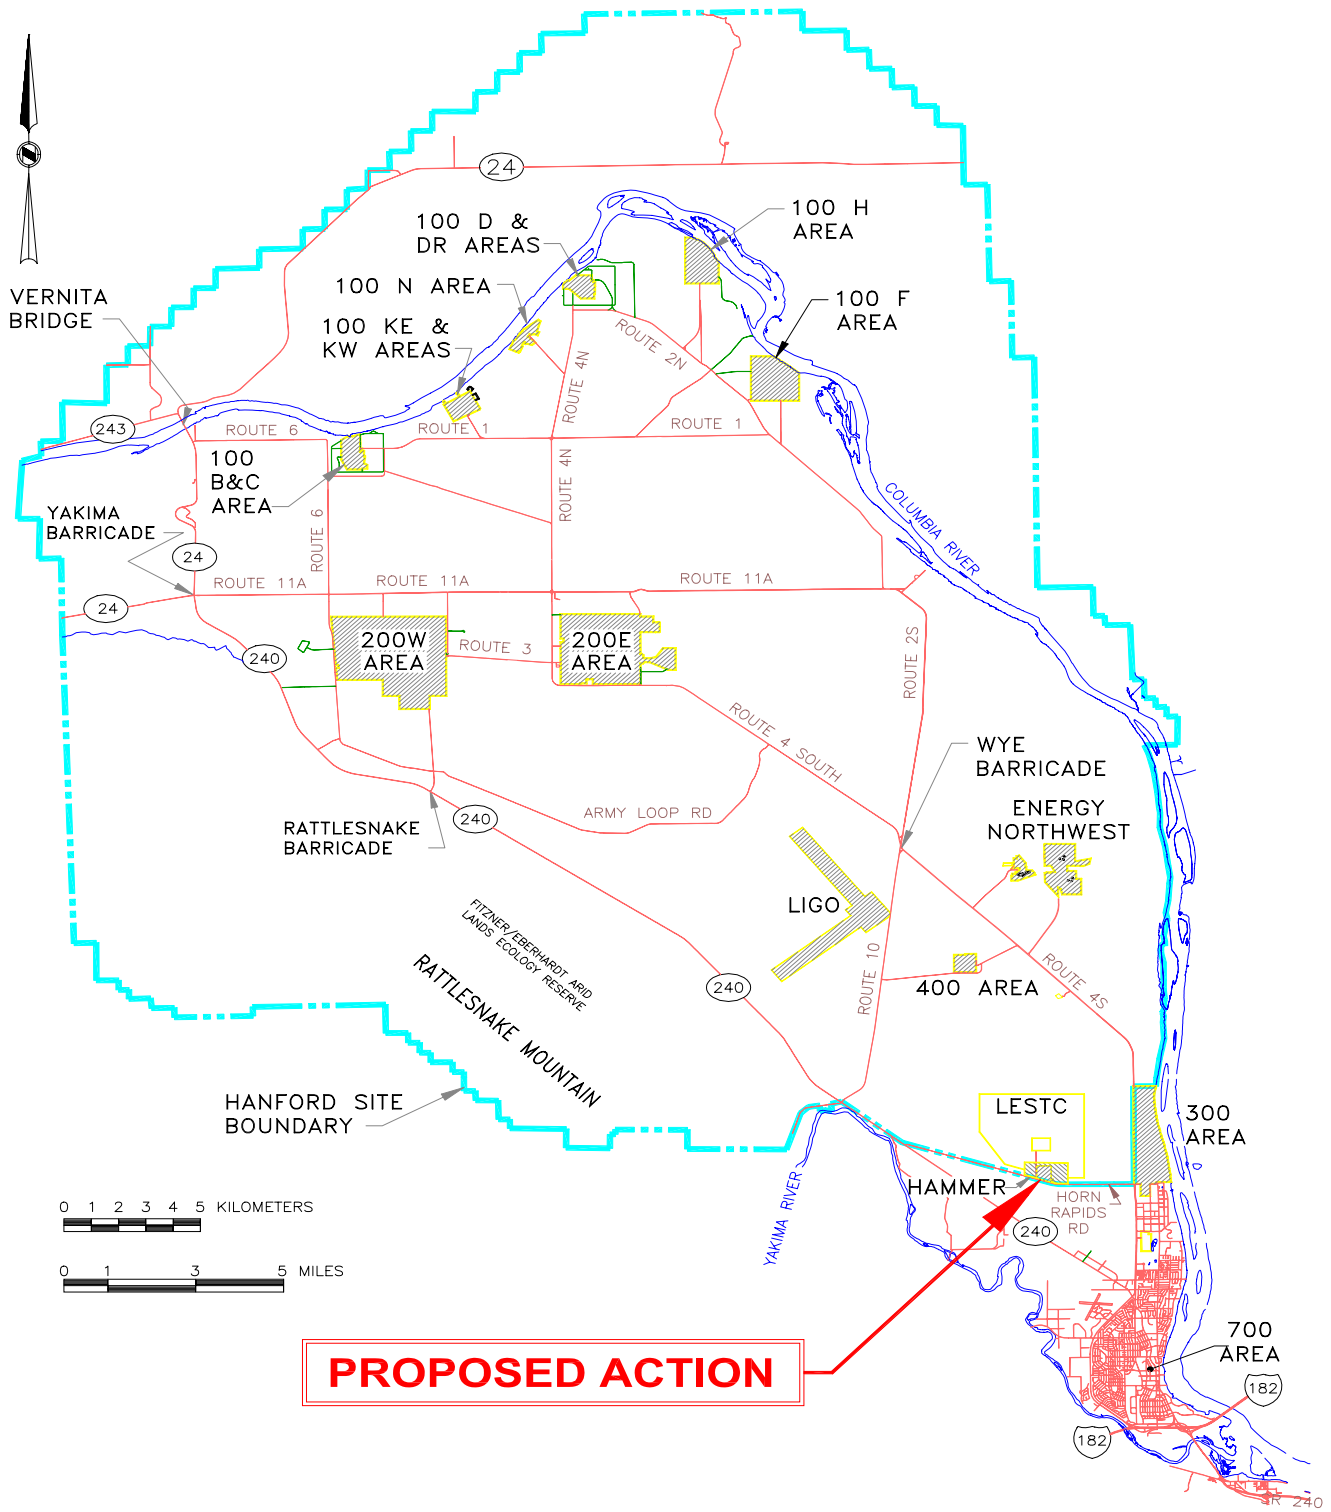 24
100 D &
DR AREAS
100 H
AREA
100 N AREA
VERNITA
BRIDGE
100 KE &
KW AREAS
100 F
AREA
ROUTE 2N
ROUTE 4N
243
ROUTE 6
ROUTE 1
ROUTE 1
100
B&C
AREA
ROUTE 4N
COLUMBIA RIVER
YAKIMA
BARRICADE
ROUTE 6
24
ROUTE 11A
ROUTE 11A
ROUTE 11A
24
200W
AREA
ROUTE 3
200E
AREA
240
ROUTE 2S
ROUTE 4 SOUTH
WYE
BARRICADE
ARMY LOOP RD
240
RATTLESNAKE
BARRICADE
ENERGY
NORTHWEST
LIGO
FITZNER/EBERHARDT ARID
LANDS ECOLOGY RESERVE
RATTLESNAKE MOUNTAIN
240
ROUTE 10
400 AREA
ROUTE 4S
HANFORD SITE
BOUNDARY
LESTC
300
AREA
HAMMER
HORN
RAPIDS
RD
YAKIMA RIVER
240
0 1 2 3 4 5 KILOMETERS
0 1 3 5 MILES
PROPOSED ACTION
700
AREA
182
182
SR 240